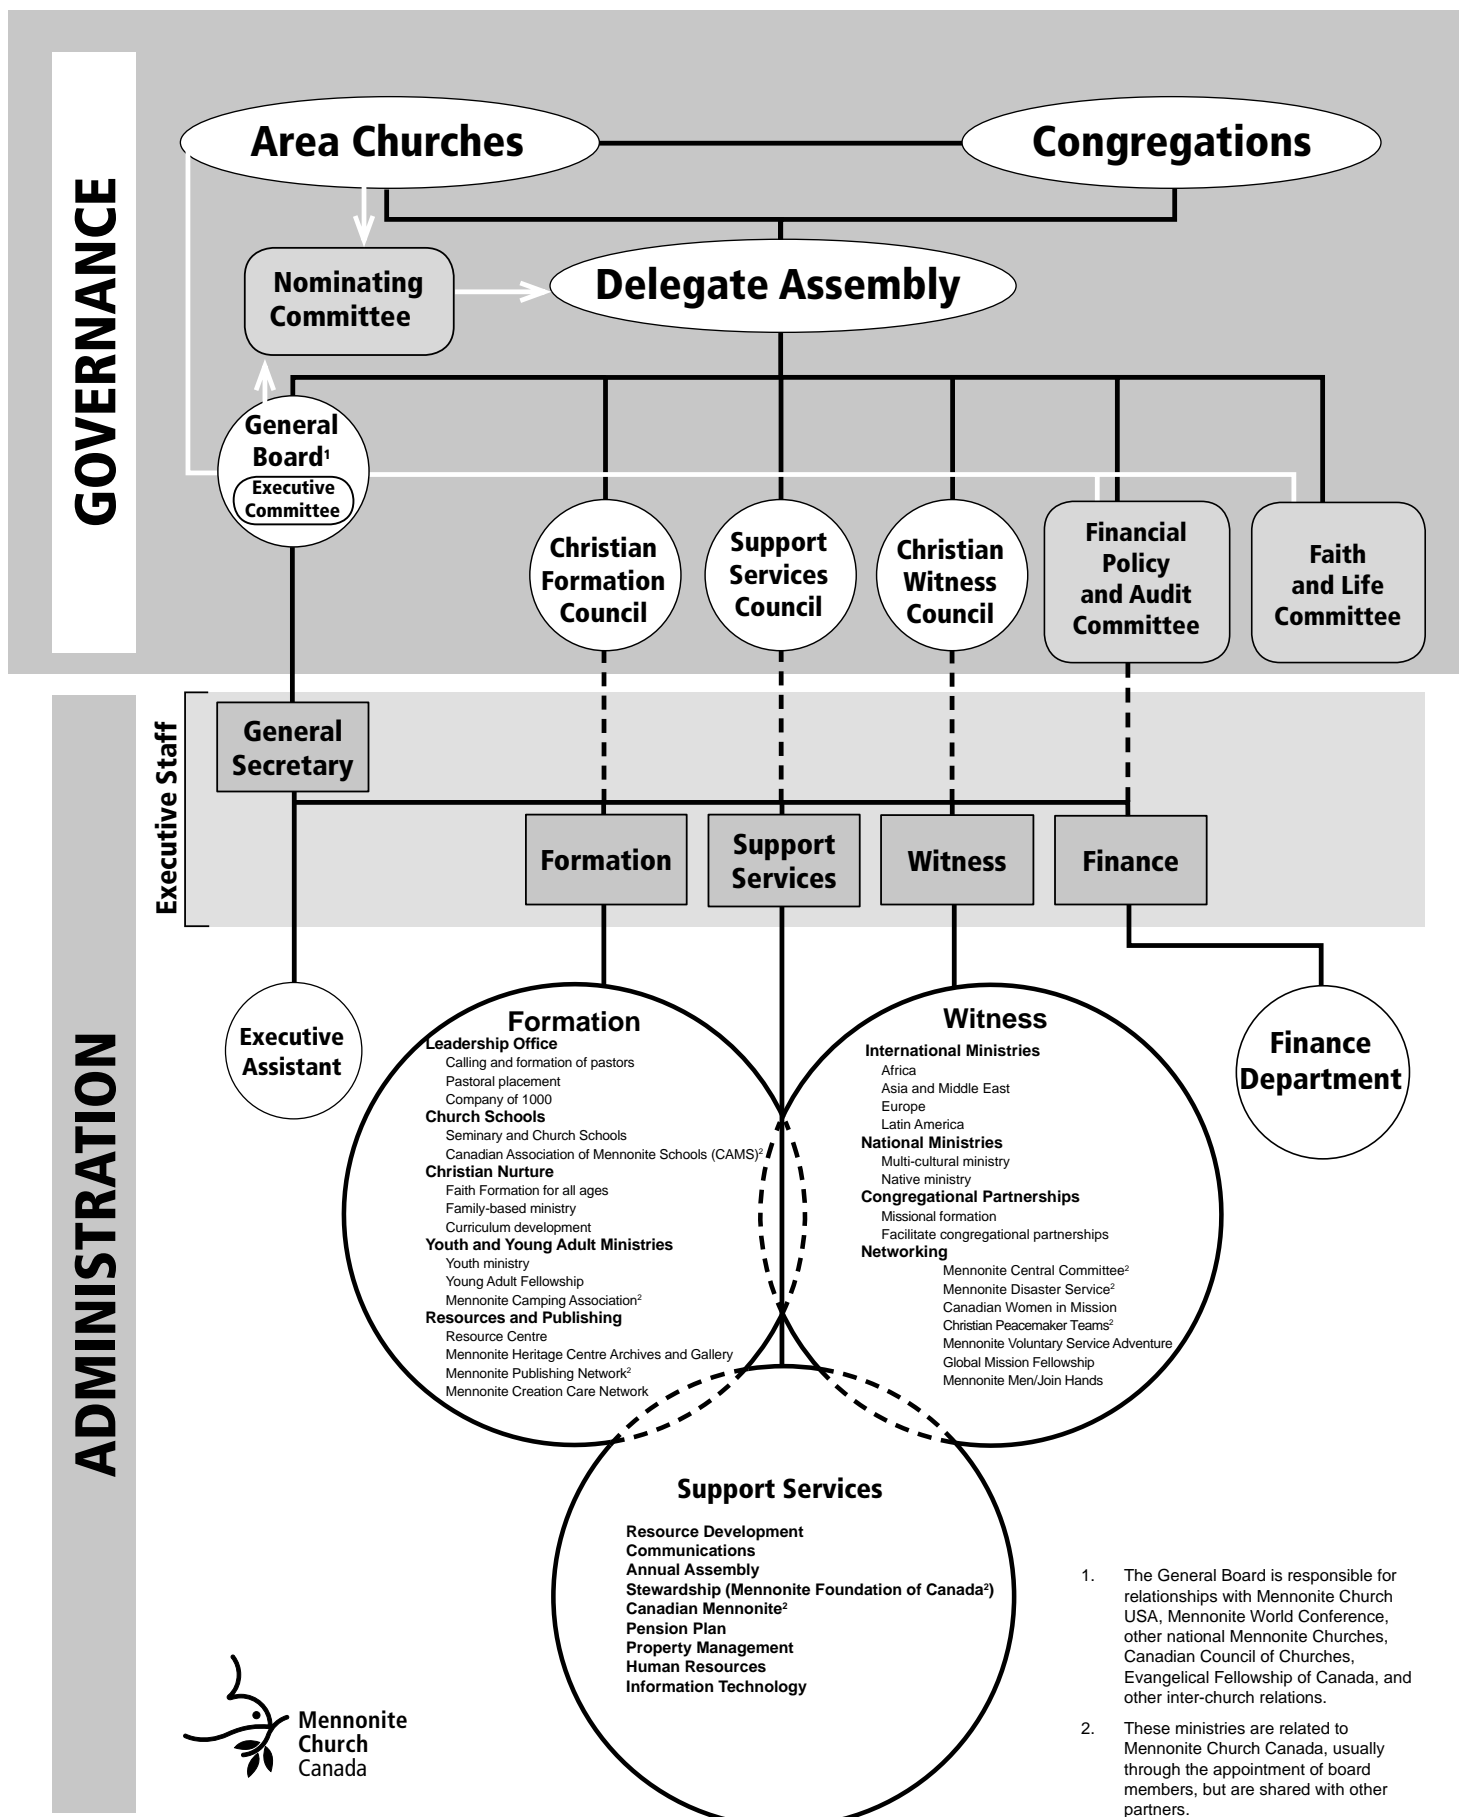 GOVERNANCE
Area Churches
Congregations
Nominating
Committee
Delegate Assembly
General
Board¹
Executive
Committee
Christian
Formation
Council
Support
Services
Council
Christian
Witness
Council
Financial
Policy
and Audit
Committee
Faith
and Life
Committee
ADMINISTRATION
Executive Staff
General
Secretary
Formation
Support
Services
Witness
Finance
Executive
Assistant
Formation
Leadership Office
Calling and formation of pastors
Pastoral placement
Company of 1000
Church Schools
Seminary and Church Schools
Canadian Association of Mennonite Schools (CAMS)²
Christian Nurture
Faith Formation for all ages
Family-based ministry
Curriculum development
Youth and Young Adult Ministries
Youth ministry
Young Adult Fellowship
Mennonite Camping Association²
Resources and Publishing
Resource Centre
Mennonite Heritage Centre Archives and Gallery
Mennonite Publishing Network²
Mennonite Creation Care Network
Witness
International Ministries
Africa
Asia and Middle East
Europe
Latin America
National Ministries
Multi-cultural ministry
Native ministry
Congregational Partnerships
Missional formation
Facilitate congregational partnerships
Networking
Mennonite Central Committee²
Mennonite Disaster Service²
Canadian Women in Mission
Christian Peacemaker Teams²
Mennonite Voluntary Service Adventure
Global Mission Fellowship
Mennonite Men/Join Hands
Finance
Department
Support Services
Resource Development
Communications
Annual Assembly
Stewardship (Mennonite Foundation of Canada²)
Canadian Mennonite²
Pension Plan
Property Management
Human Resources
Information Technology
Mennonite
Church
Canada
1. The General Board is responsible for
relationships with Mennonite Church
USA, Mennonite World Conference,
other national Mennonite Churches,
Canadian Council of Churches,
Evangelical Fellowship of Canada, and
other inter-church relations.
2. These ministries are related to
Mennonite Church Canada, usually
through the appointment of board
members, but are shared with other
partners.